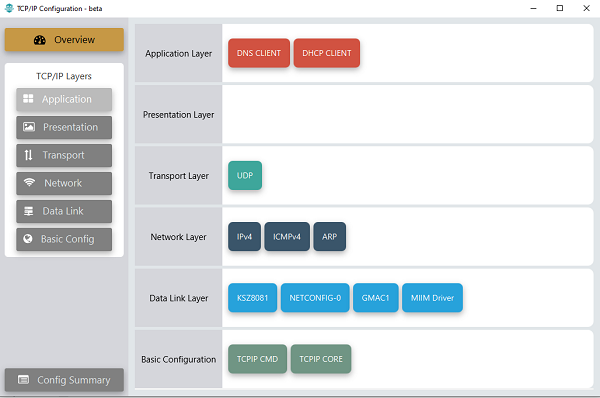 TCP/IP Configuration - beta
Overview
TCP/IP Layers
Application
Presentation
Transport
Network
Data Link
Basic Config
Config Summary
Application Layer
DNS CLIENT
DHCP CLIENT
Presentation Layer
Transport Layer
UDP
Network Layer
IPv4
ICMPv4
ARP
Data Link Layer
KSZ8081
NETCONFIG-0
GMAC1
MIIM Driver
Basic Configuration
TCPIP CMD
TCPIP CORE